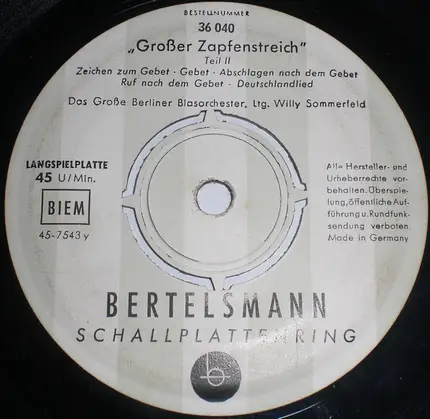 BESTELLNUMMER
36 040
„Großer Zapfenstreich”
Teil II
Zeichen zum Gebet · Gebet · Abschlagen nach dem Gebet
Ruf nach dem Gebet · Deutschlandlied
Das Große Berliner Blasorchester, Ltg. Willy Sommerfeld
LANGSPIELPLATTE
45 U/Min.
BIEM
45-7543 y
Alle Hersteller- und
Urheberrechte vor-
behalten. Überspie-
lung, öffentliche Auf-
führung u. Rundfunk-
sendung verboten.
Made in Germany
BERTELSMANN
SCHALLPLATTENRING
b